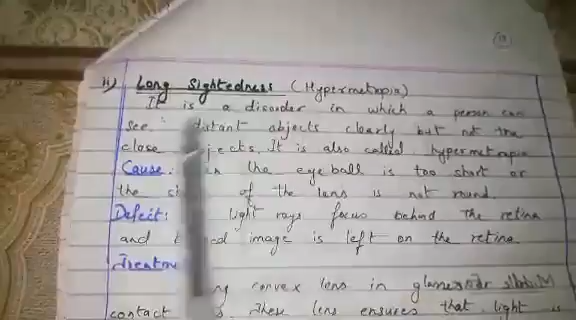 ii) Long Sightedness (Hypermetropia)
It is a disorder in which a person can
see distant objects clearly but not the
close jects. It is also called hypermetropia
Cause: the eye ball is too short or
the of the lens is not round.
Defect: light rays focus behind the retina
and image is left on the retina
Treatme
convex lens in glasses or
contact These lens ensures that light is